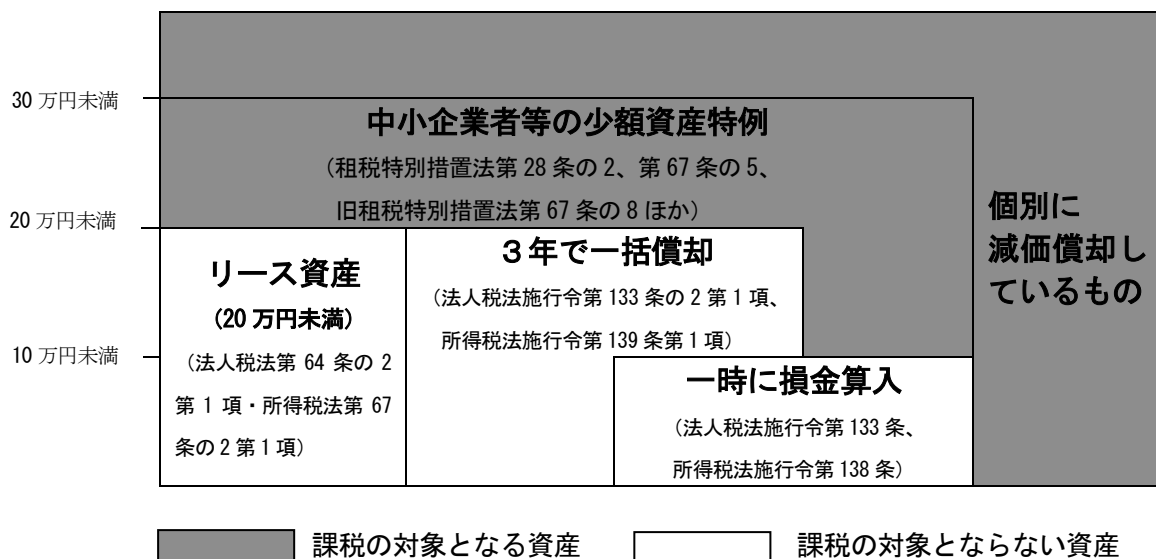 30 万円未満
中小企業者等の少額資産特例
（租税特別措置法第 28 条の 2、第 67 条の 5、
旧租税特別措置法第 67 条の 8 ほか）
20 万円未満
個別に
減価償却し
ているもの
リース資産
（20 万円未満）
（法人税法第 64 条の 2
第 1 項・所得税法第 67
条の 2 第 1 項）
３年で一括償却
（法人税法施行令第 133 条の 2 第 1 項、
所得税法施行令第 139 条第 1 項）
10 万円未満
一時に損金算入
（法人税法施行令第 133 条、
所得税法施行令第 138 条）
課税の対象となる資産
課税の対象とならない資産